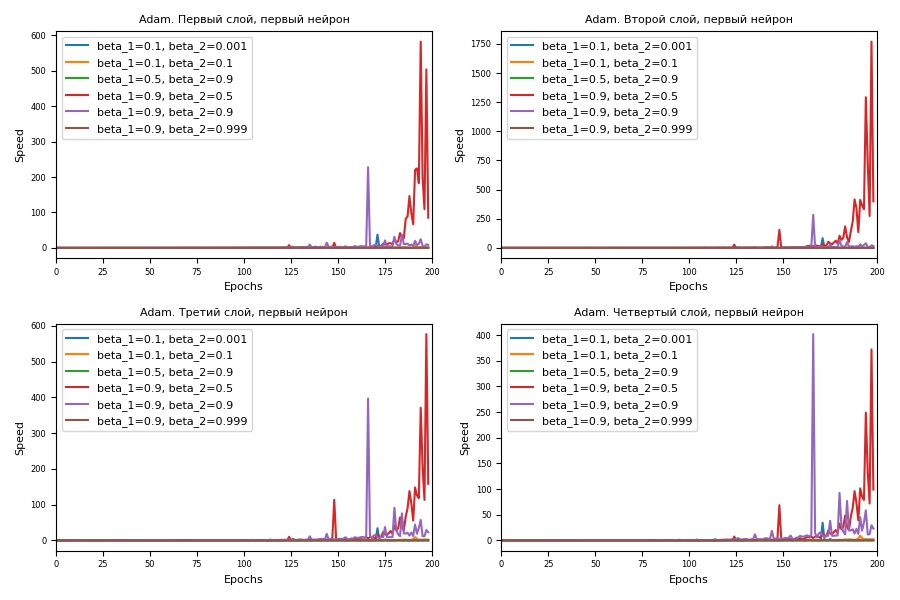 Adam. Первый слой, первый нейрон
600
500
400
300
200
100
0
Speed
beta_1=0.1, beta_2=0.001
beta_1=0.1, beta_2=0.1
beta_1=0.5, beta_2=0.9
beta_1=0.9, beta_2=0.5
beta_1=0.9, beta_2=0.9
beta_1=0.9, beta_2=0.999
0 25 50 75 100 125 150 175 200
Epochs
Adam. Второй слой, первый нейрон
1750
1500
1250
1000
750
500
250
0
Speed
beta_1=0.1, beta_2=0.001
beta_1=0.1, beta_2=0.1
beta_1=0.5, beta_2=0.9
beta_1=0.9, beta_2=0.5
beta_1=0.9, beta_2=0.9
beta_1=0.9, beta_2=0.999
0 25 50 75 100 125 150 175 200
Epochs
Adam. Третий слой, первый нейрон
600
500
400
300
200
100
0
Speed
beta_1=0.1, beta_2=0.001
beta_1=0.1, beta_2=0.1
beta_1=0.5, beta_2=0.9
beta_1=0.9, beta_2=0.5
beta_1=0.9, beta_2=0.9
beta_1=0.9, beta_2=0.999
0 25 50 75 100 125 150 175 200
Epochs
Adam. Четвертый слой, первый нейрон
400
350
300
250
200
150
100
50
0
Speed
beta_1=0.1, beta_2=0.001
beta_1=0.1, beta_2=0.1
beta_1=0.5, beta_2=0.9
beta_1=0.9, beta_2=0.5
beta_1=0.9, beta_2=0.9
beta_1=0.9, beta_2=0.999
0 25 50 75 100 125 150 175 200
Epochs